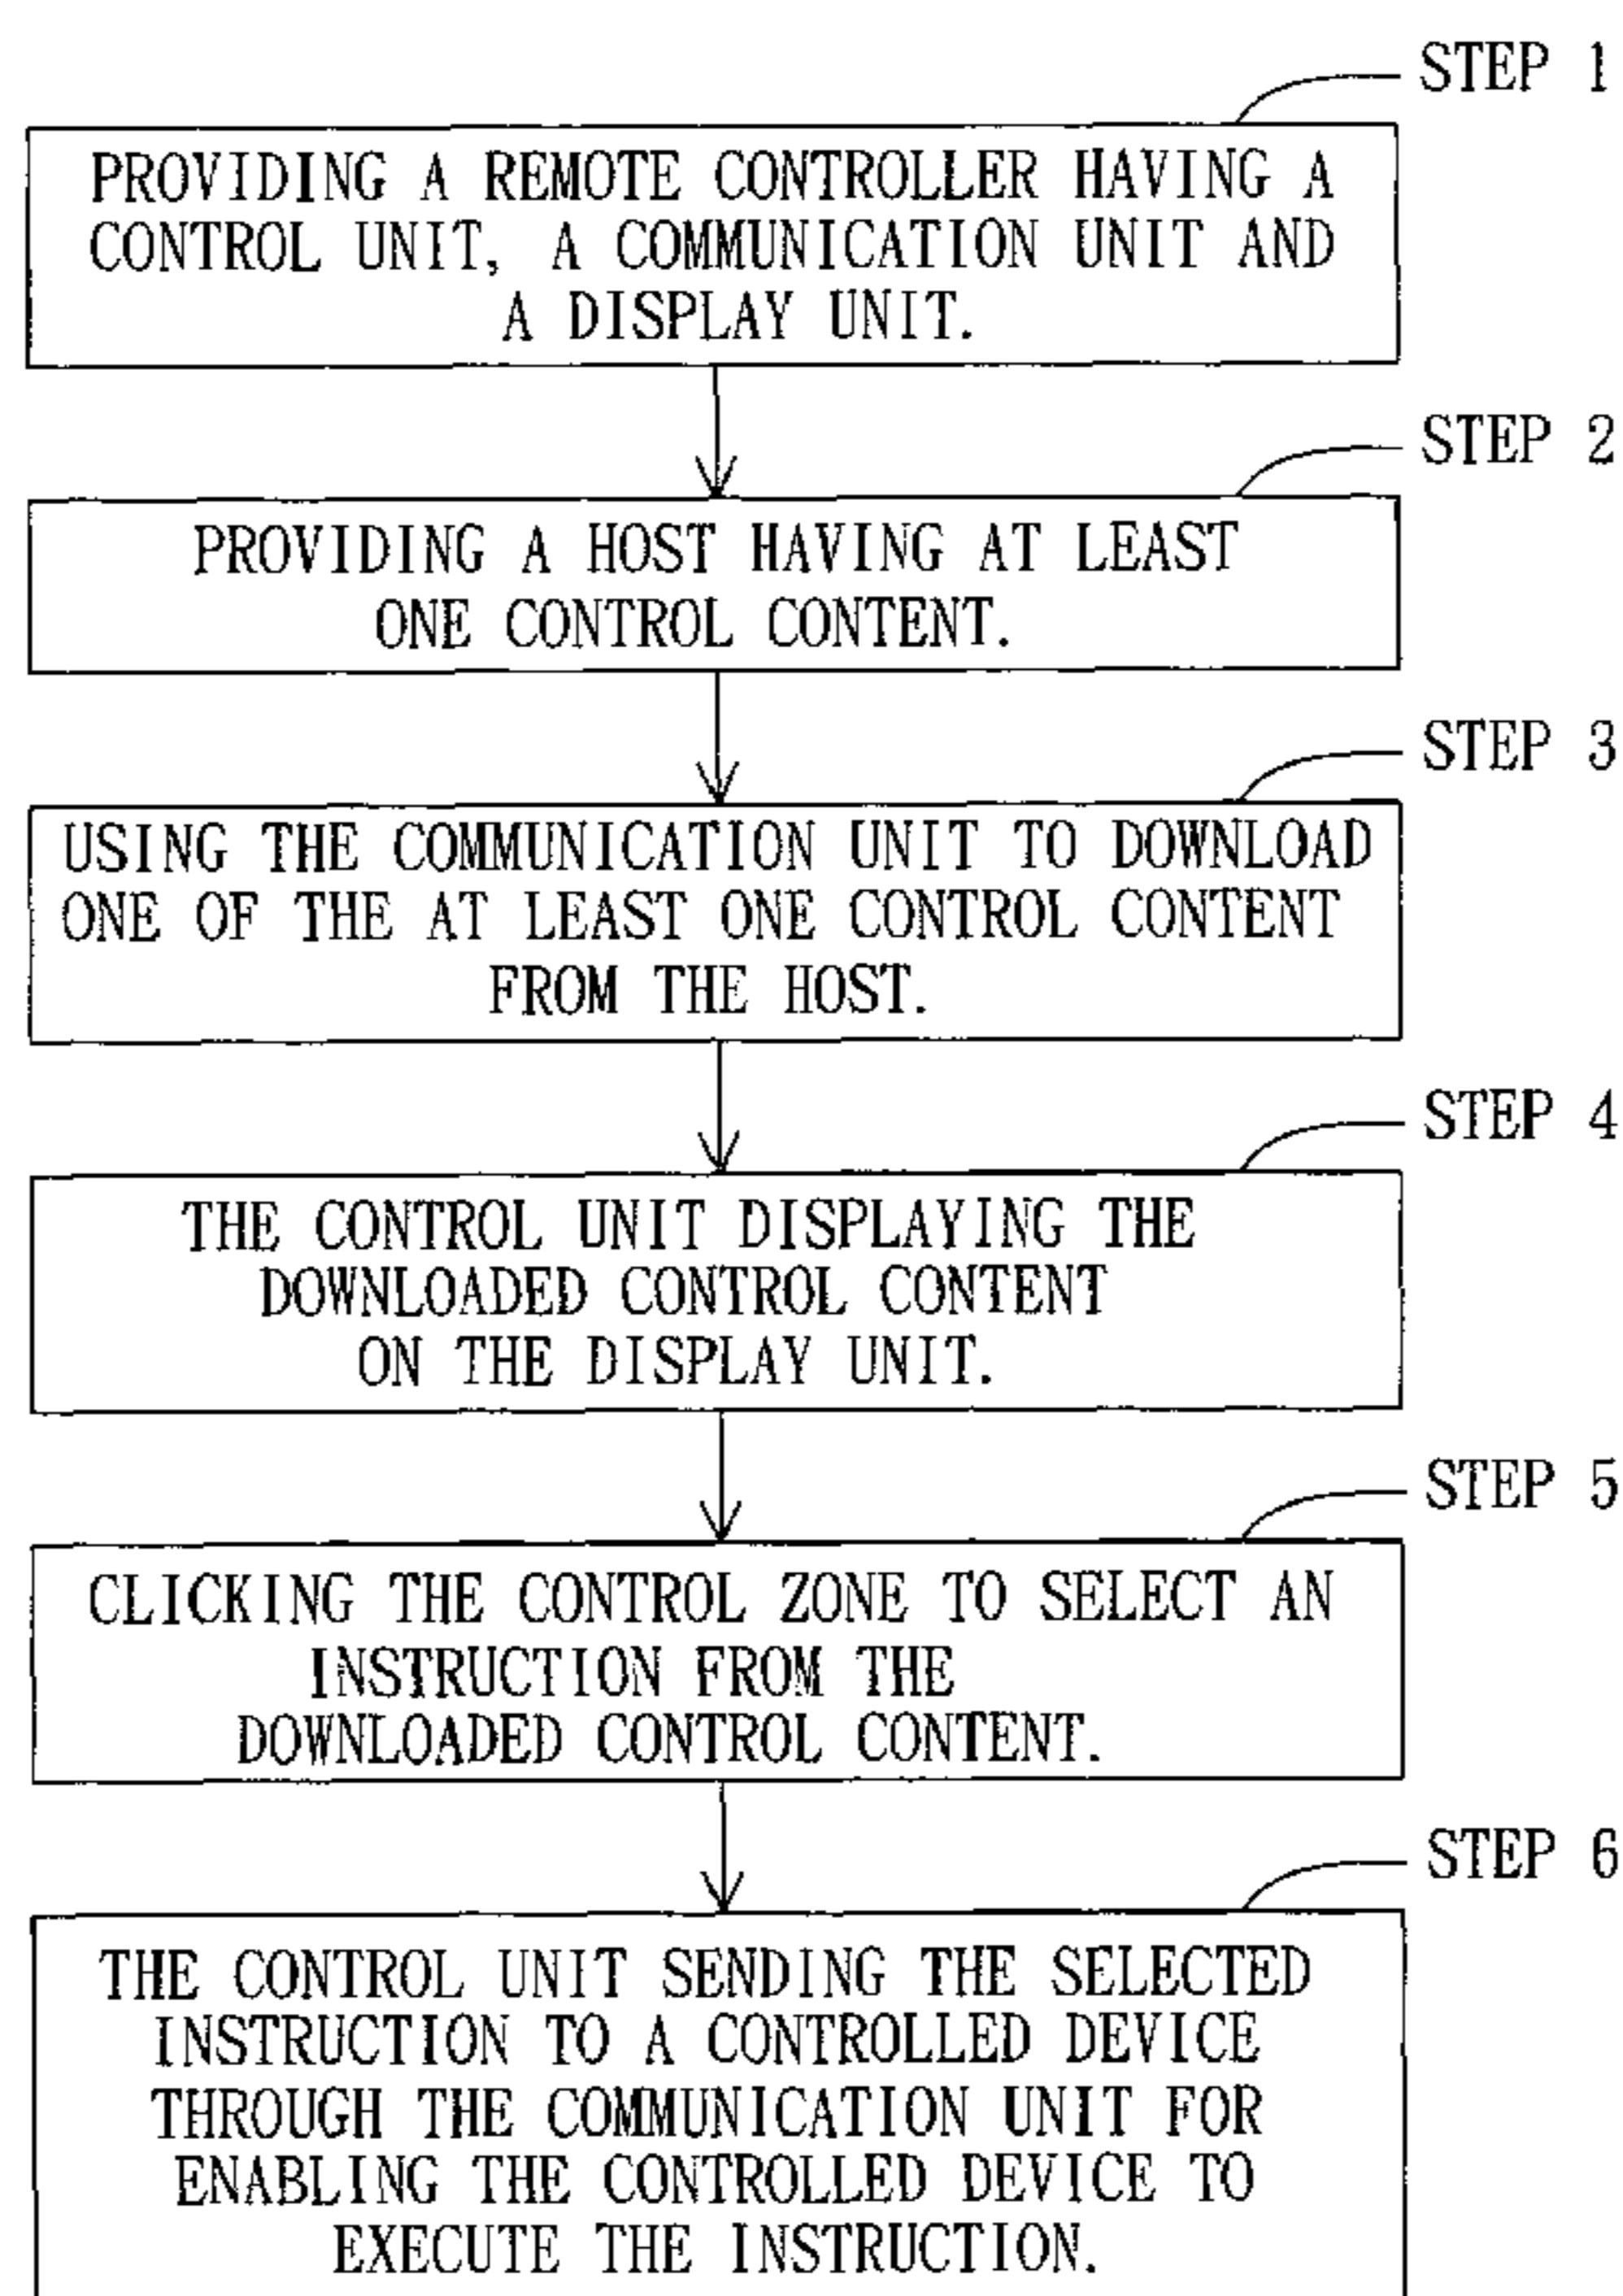 STEP 1
PROVIDING A REMOTE CONTROLLER HAVING A
CONTROL UNIT, A COMMUNICATION UNIT AND
A DISPLAY UNIT.
STEP 2
PROVIDING A HOST HAVING AT LEAST
ONE CONTROL CONTENT.
STEP 3
USING THE COMMUNICATION UNIT TO DOWNLOAD
ONE OF THE AT LEAST ONE CONTROL CONTENT
FROM THE HOST.
STEP 4
THE CONTROL UNIT DISPLAYING THE
DOWNLOADED CONTROL CONTENT
ON THE DISPLAY UNIT.
STEP 5
CLICKING THE CONTROL ZONE TO SELECT AN
INSTRUCTION FROM THE
DOWNLOADED CONTROL CONTENT.
STEP 6
THE CONTROL UNIT SENDING THE SELECTED
INSTRUCTION TO A CONTROLLED DEVICE
THROUGH THE COMMUNICATION UNIT FOR
ENABLING THE CONTROLLED DEVICE TO
EXECUTE THE INSTRUCTION.